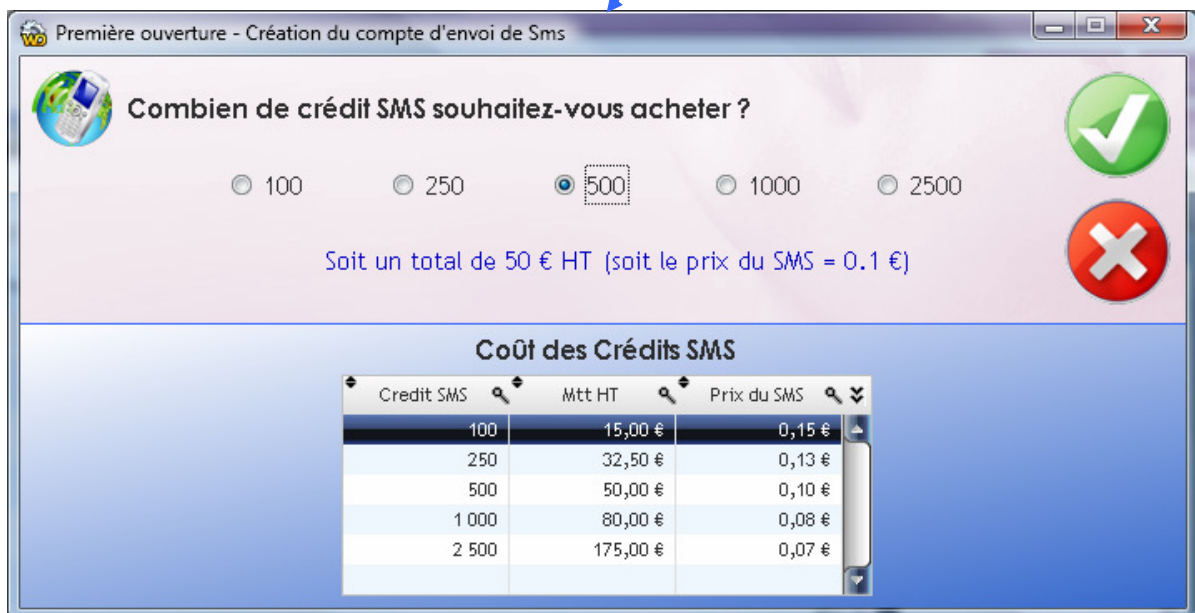 Première ouverture - Création du compte d'envoi de Sms
Combien de crédit SMS souhaitez-vous acheter ?
100 250 500 1000 2500
Soit un total de 50 € HT (soit le prix du SMS = 0.1 €)
Coût des Crédits SMS
Credit SMS Mtt HT Prix du SMS
100 15,00 € 0,15 €
250 32,50 € 0,13 €
500 50,00 € 0,10 €
1 000 80,00 € 0,08 €
2 500 175,00 € 0,07 €